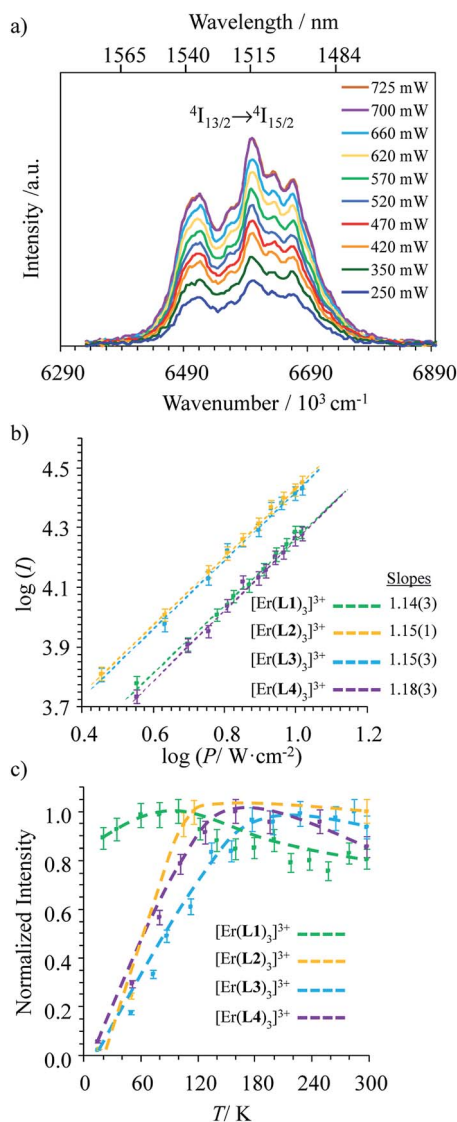 a)
Wavelength / nm
1565 1540 1515 1484
⁴I₁₃/₂→⁴I₁₅/₂
725 mW
700 mW
660 mW
620 mW
570 mW
520 mW
470 mW
420 mW
350 mW
250 mW
Intensity /a.u.
6290 6490 6690 6890
Wavenumber / 10³ cm⁻¹
b)
4.5
4.3
4.1
3.9
3.7
log (I)
Slopes
[Er(L1)₃]³⁺ 1.14(3)
[Er(L2)₃]³⁺ 1.15(1)
[Er(L3)₃]³⁺ 1.15(3)
[Er(L4)₃]³⁺ 1.18(3)
0.4 0.6 0.8 1.0 1.2
log (P / W·cm⁻²)
c)
1.0
0.8
0.6
0.4
0.2
0.0
Normalized Intensity
[Er(L1)₃]³⁺
[Er(L2)₃]³⁺
[Er(L3)₃]³⁺
[Er(L4)₃]³⁺
0 60 120 180 240 300
T/ K